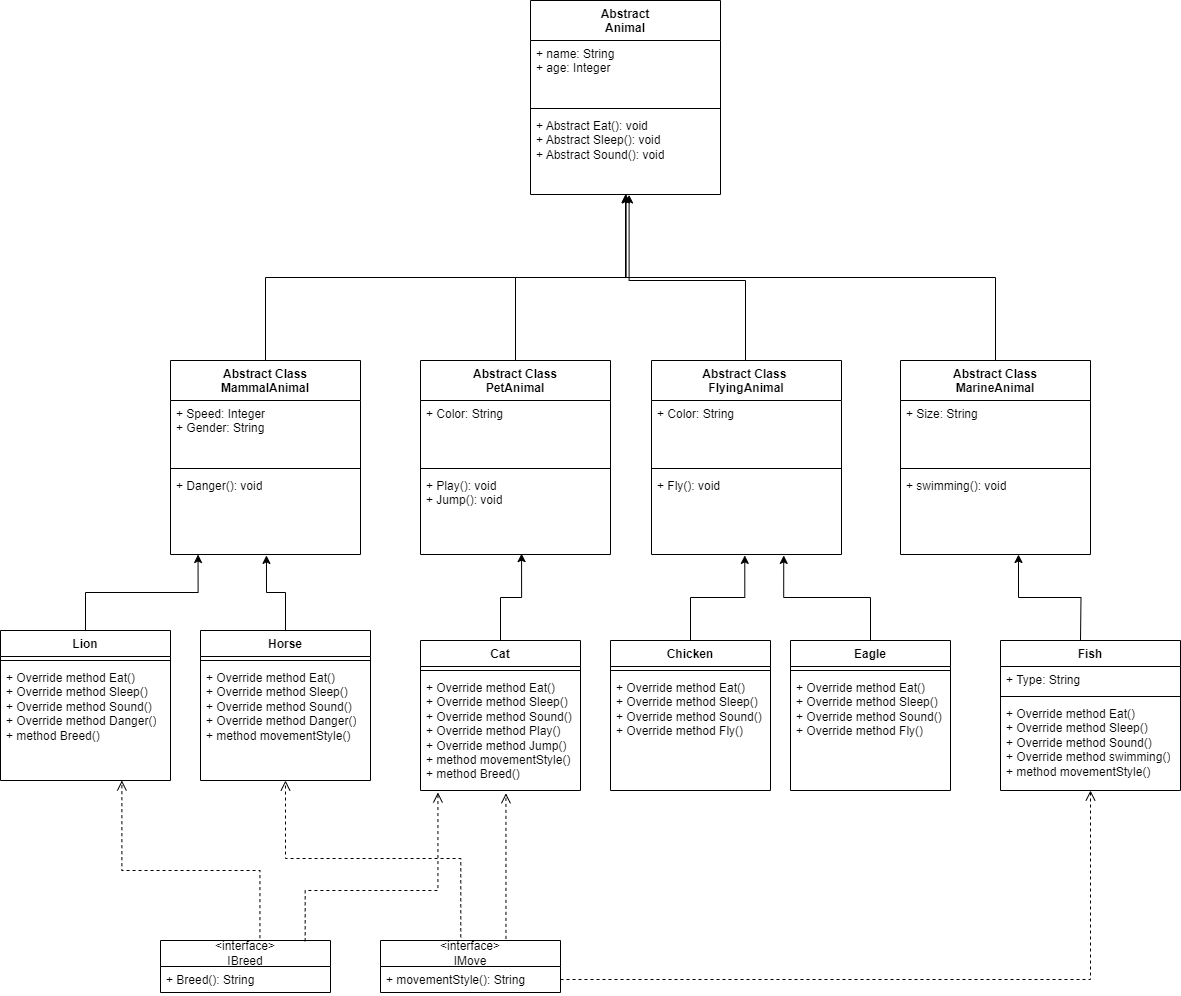 Abstract
Animal
+ name: String
+ age: Integer
+ Abstract Eat(): void
+ Abstract Sleep(): void
+ Abstract Sound(): void
Abstract Class
MammalAnimal
+ Speed: Integer
+ Gender: String
+ Danger(): void
Abstract Class
PetAnimal
+ Color: String
+ Play(): void
+ Jump(): void
Abstract Class
FlyingAnimal
+ Color: String
+ Fly(): void
Abstract Class
MarineAnimal
+ Size: String
+ swimming(): void
Lion
+ Override method Eat()
+ Override method Sleep()
+ Override method Sound()
+ Override method Danger()
+ method Breed()
Horse
+ Override method Eat()
+ Override method Sleep()
+ Override method Sound()
+ Override method Danger()
+ method movementStyle()
Cat
+ Override method Eat()
+ Override method Sleep()
+ Override method Sound()
+ Override method Play()
+ Override method Jump()
+ method movementStyle()
+ method Breed()
Chicken
+ Override method Eat()
+ Override method Sleep()
+ Override method Sound()
+ Override method Fly()
Eagle
+ Override method Eat()
+ Override method Sleep()
+ Override method Sound()
+ Override method Fly()
Fish
+ Type: String
+ Override method Eat()
+ Override method Sleep()
+ Override method Sound()
+ Override method swimming()
+ method movementStyle()
<interface>
IBreed
+ Breed(): String
<interface>
IMove
+ movementStyle(): String